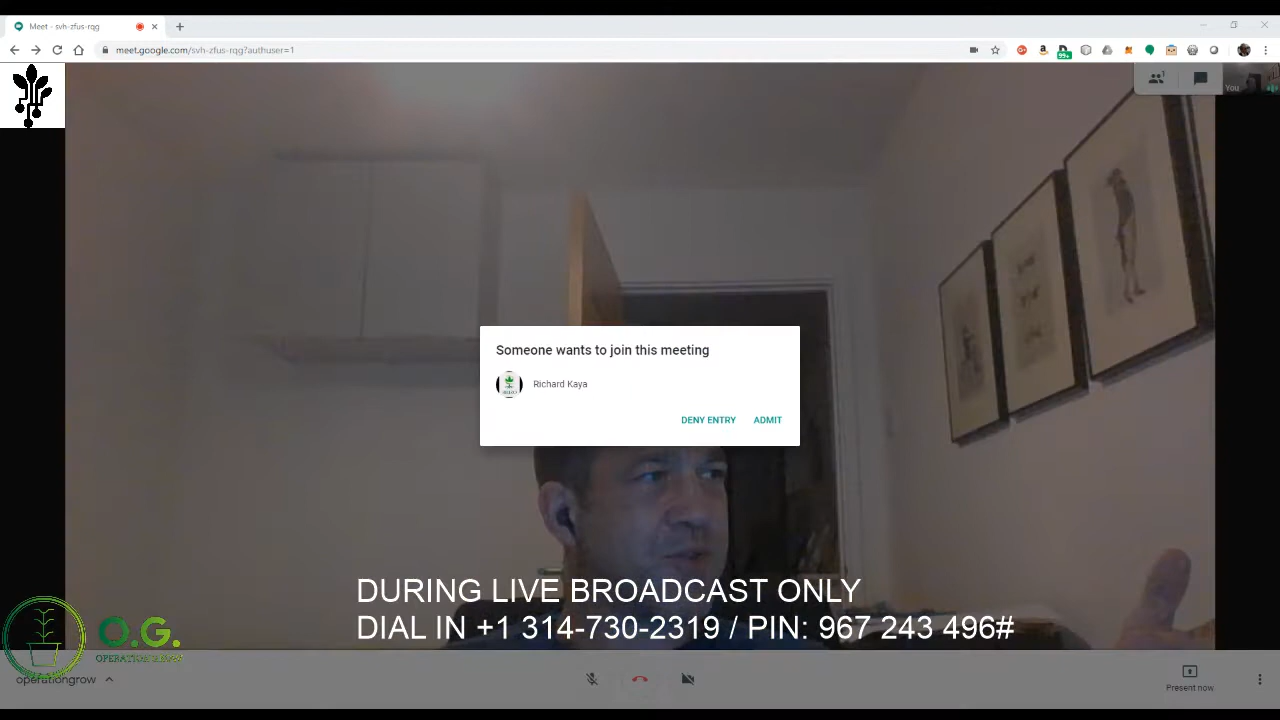 Meet - svh-zfus-rqg
meet.google.com/svh-zfus-rqg?authuser=1
99+
You
Someone wants to join this meeting
Richard Kaya
DENY ENTRY ADMIT
DURING LIVE BROADCAST ONLY
DIAL IN +1 314-730-2319 / PIN: 967 243 496#
O.G.
operationgrow
Present now